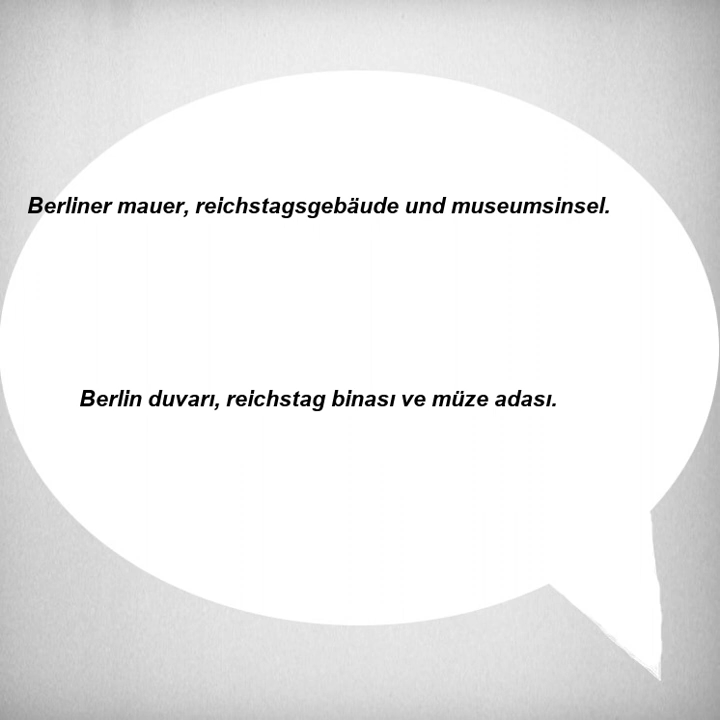 Berliner mauer, reichstagsgebäude und museumsinsel.
Berlin duvarı, reichstag binası ve müze adası.